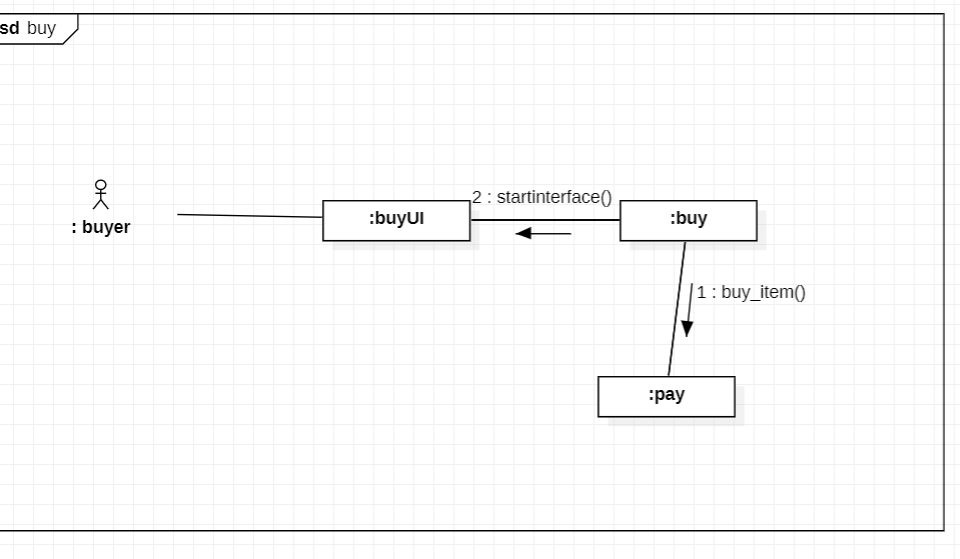 sd buy
2 : startinterface()
:buyUI
:buy
: buyer
1 : buy_item()
:pay